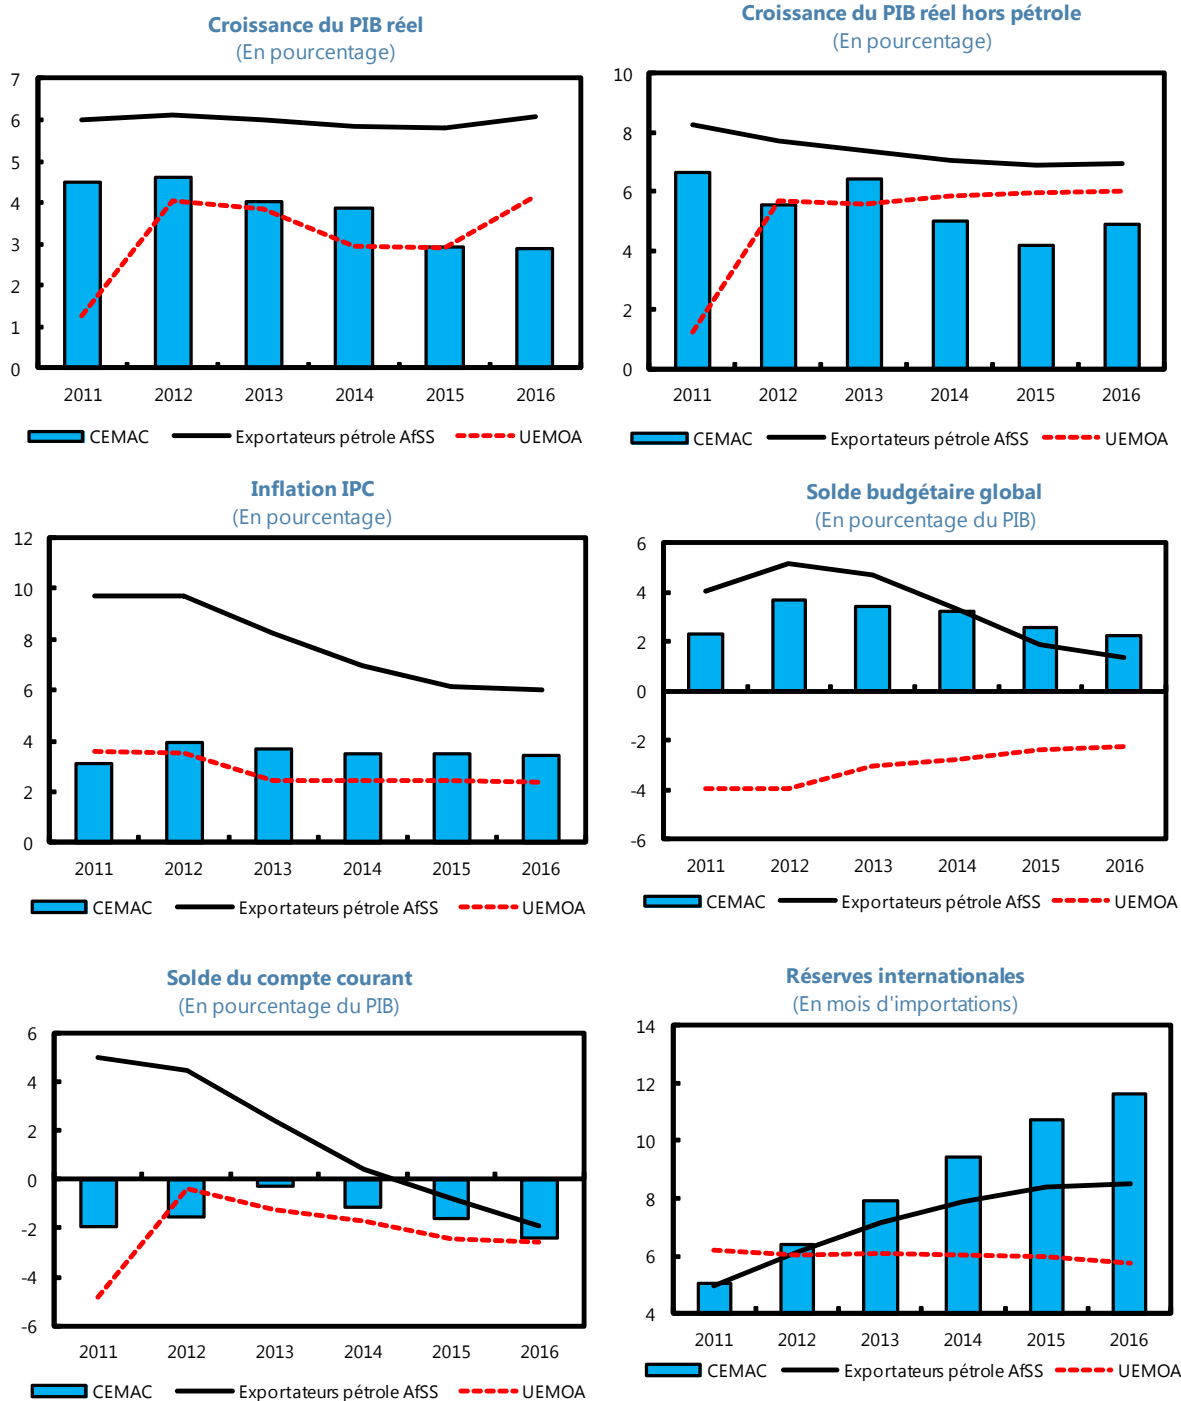 Croissance du PIB réel
(En pourcentage)
7
6
5
4
3
2
1
0
2011 2012 2013 2014 2015 2016
CEMAC Exportateurs pétrole AfSS UEMOA
Croissance du PIB réel hors pétrole
(En pourcentage)
10
8
6
4
2
0
2011 2012 2013 2014 2015 2016
CEMAC Exportateurs pétrole AfSS UEMOA
Inflation IPC
(En pourcentage)
12
10
8
6
4
2
0
2011 2012 2013 2014 2015 2016
CEMAC Exportateurs pétrole AfSS UEMOA
Solde budgétaire global
(En pourcentage du PIB)
6
4
2
0
-2
-4
-6
2011 2012 2013 2014 2015 2016
CEMAC Exportateurs pétrole AfSS UEMOA
Solde du compte courant
(En pourcentage du PIB)
6
4
2
0
-2
-4
-6
2011 2012 2013 2014 2015 2016
CEMAC Exportateurs pétrole AfSS UEMOA
Réserves internationales
(En mois d'importations)
14
12
10
8
6
4
2011 2012 2013 2014 2015 2016
CEMAC Exportateurs pétrole AfSS UEMOA